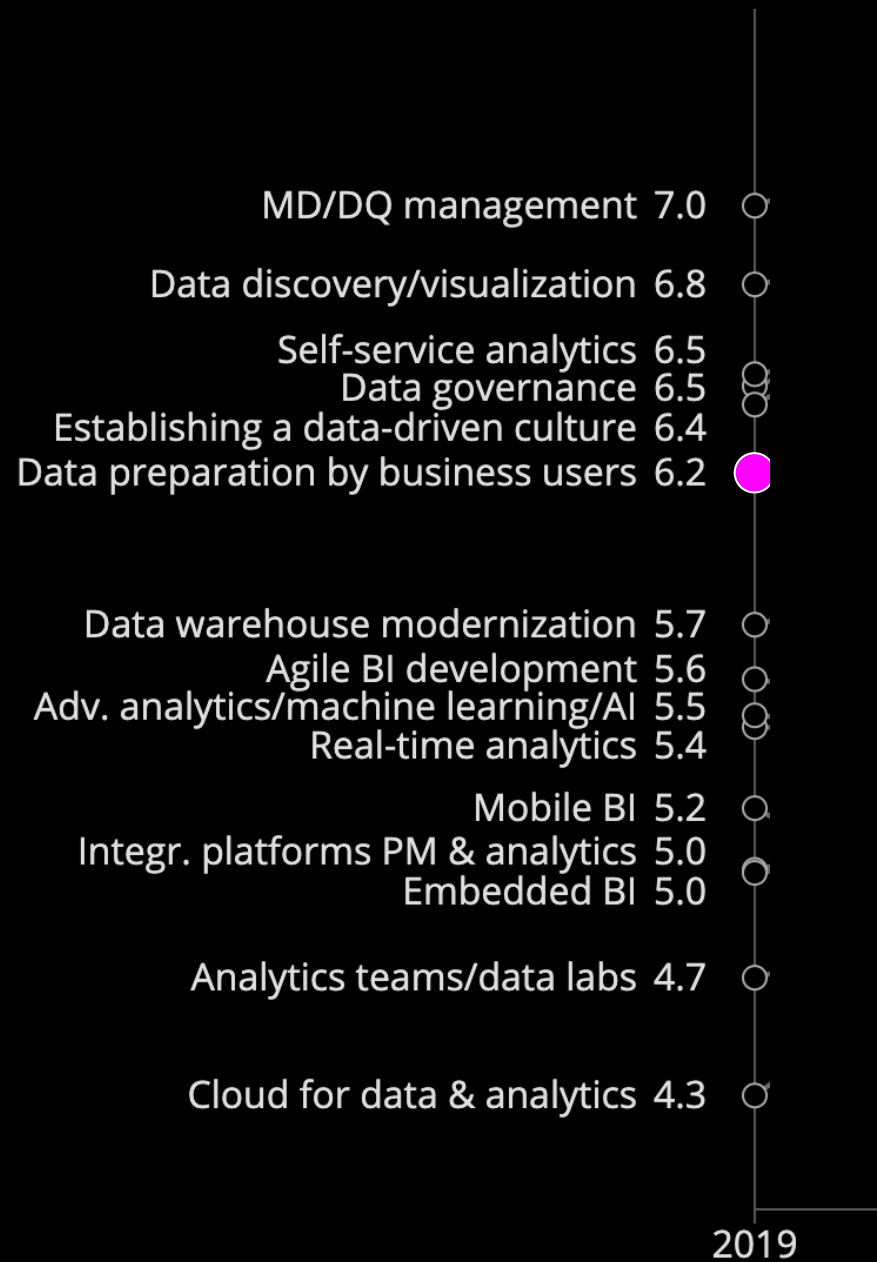 MD/DQ management 7.0
Data discovery/visualization 6.8
Self-service analytics 6.5
Data governance 6.5
Establishing a data-driven culture 6.4
Data preparation by business users 6.2
Data warehouse modernization 5.7
Agile BI development 5.6
Adv. analytics/machine learning/AI 5.5
Real-time analytics 5.4
Mobile BI 5.2
Integr. platforms PM & analytics 5.0
Embedded BI 5.0
Analytics teams/data labs 4.7
Cloud for data & analytics 4.3
2019